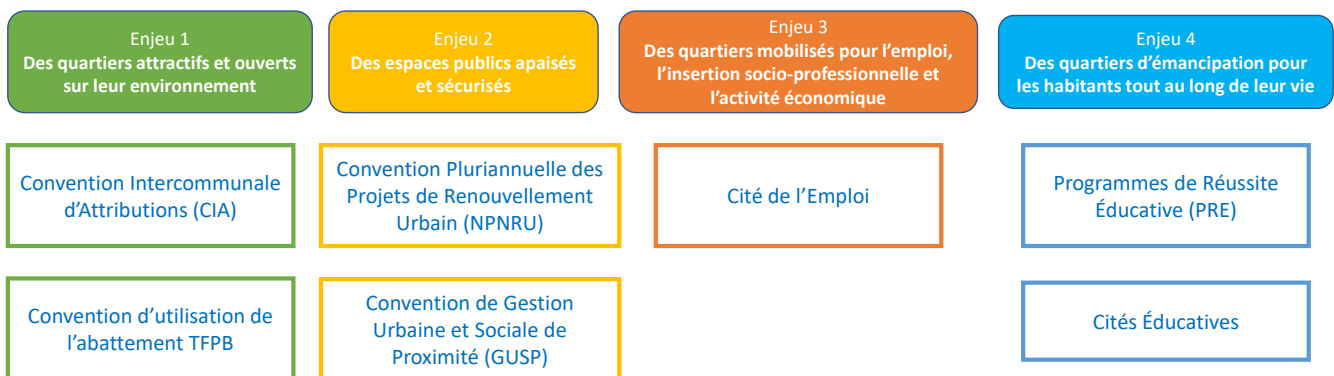 Enjeu 1
Des quartiers attractifs et ouverts
sur leur environnement
Enjeu 2
Des espaces publics apaisés
et sécurisés
Enjeu 3
Des quartiers mobilisés pour l’emploi,
l’insertion socio-professionnelle et
l’activité économique
Enjeu 4
Des quartiers d’émancipation pour
les habitants tout au long de leur vie
Convention Intercommunale
d’Attributions (CIA)
Convention Pluriannuelle des
Projets de Renouvellement
Urbain (NPNRU)
Cité de l’Emploi
Programmes de Réussite
Éducative (PRE)
Convention d’utilisation de
l’abattement TFPB
Convention de Gestion
Urbaine et Sociale de
Proximité (GUSP)
Cités Éducatives